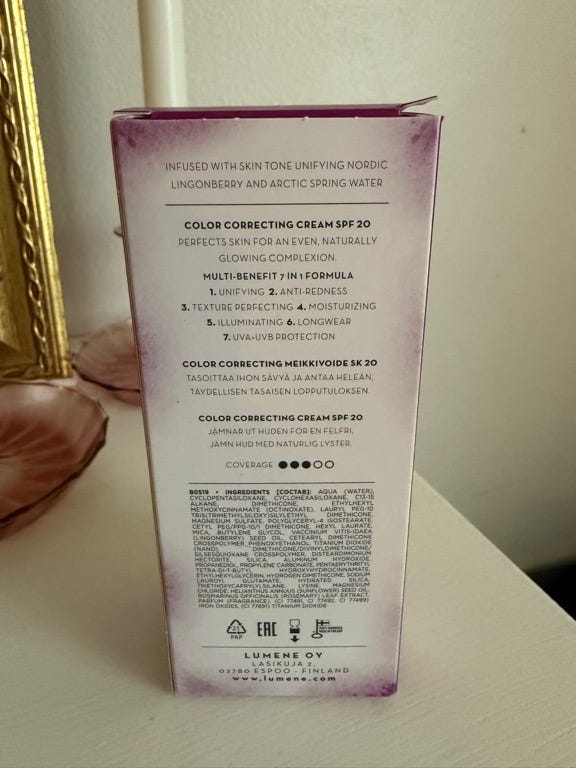 INFUSED WITH SKIN TONE UNIFYING NORDIC
LINGONBERRY AND ARCTIC SPRING WATER
COLOR CORRECTING CREAM SPF 20
PERFECTS SKIN FOR AN EVEN, NATURALLY
GLOWING COMPLEXION.
MULTI-BENEFIT 7 IN 1 FORMULA
1. UNIFYING 2. ANTI-REDNESS
3. TEXTURE PERFECTING 4. MOISTURIZING
5. ILLUMINATING 6. LONGWEAR
7. UVA+UVB PROTECTION
COLOR CORRECTING MEIKKIVOIDE SK 20
TASOITTAA IHON SÄVYÄ JA ANTAA HELEÄN,
TÄYDELLISEN TASAISEN LOPPUTULOKSEN.
COLOR CORRECTING CREAM SPF 20
JÄMNAR UT HUDEN FÖR EN FELFRI,
JÄMN HUD MED NATURLIG LYSTER.
COVERAGE
B0519 • INGREDIENTS [СОСТАВ]: AQUA (WATER),
CYCLOPENTASILOXANE, CYCLOHEXASILOXANE, C13-15
ALKANE, DIMETHICONE, ETHYLHEXYL
METHOXYCINNAMATE (OCTINOXATE), LAURYL PEG-10
TRIS(TRIMETHYLSILOXY)SILYLETHYL DIMETHICONE,
MAGNESIUM SULFATE, POLYGLYCERYL-4 ISOSTEARATE,
CETYL PEG/PPG-10/1 DIMETHICONE, HEXYL LAURATE,
MICA, BUTYLENE GLYCOL, VACCINIUM VITIS-IDAEA
(LINGONBERRY) SEED OIL, CETEARYL DIMETHICONE
CROSSPOLYMER, PHENOXYETHANOL, TITANIUM DIOXIDE
(NANO), DIMETHICONE/DIVINYLDIMETHICONE/
SILSESQUIOXANE CROSSPOLYMER, DISTEARDIMONIUM
HECTORITE, SILICA, ALUMINUM HYDROXIDE,
PROPANEDIOL, PROPYLENE CARBONATE, PENTAERYTHRITYL
TETRA-DI-T-BUTYL HYDROXYHYDROCINNAMATE,
ETHYLHEXYLGLYCERIN, HYDROGEN DIMETHICONE, SODIUM
LAUROYL GLUTAMATE, HYDRATED SILICA,
TRIETHOXYCAPRYLYLSILANE, LYSINE, MAGNESIUM
CHLORIDE, HELIANTHUS ANNUUS (SUNFLOWER) SEED OIL,
ROSMARINUS OFFICINALIS (ROSEMARY) LEAF EXTRACT,
PARFUM (FRAGRANCE), (CI 77491, CI 77492, CI 77499)
IRON OXIDES, (CI 77891) TITANIUM DIOXIDE
21
PAP
EAC
LUMENE OY
LASIKUJA 2,
02780 ESPOO - FINLAND
www.lumene.com